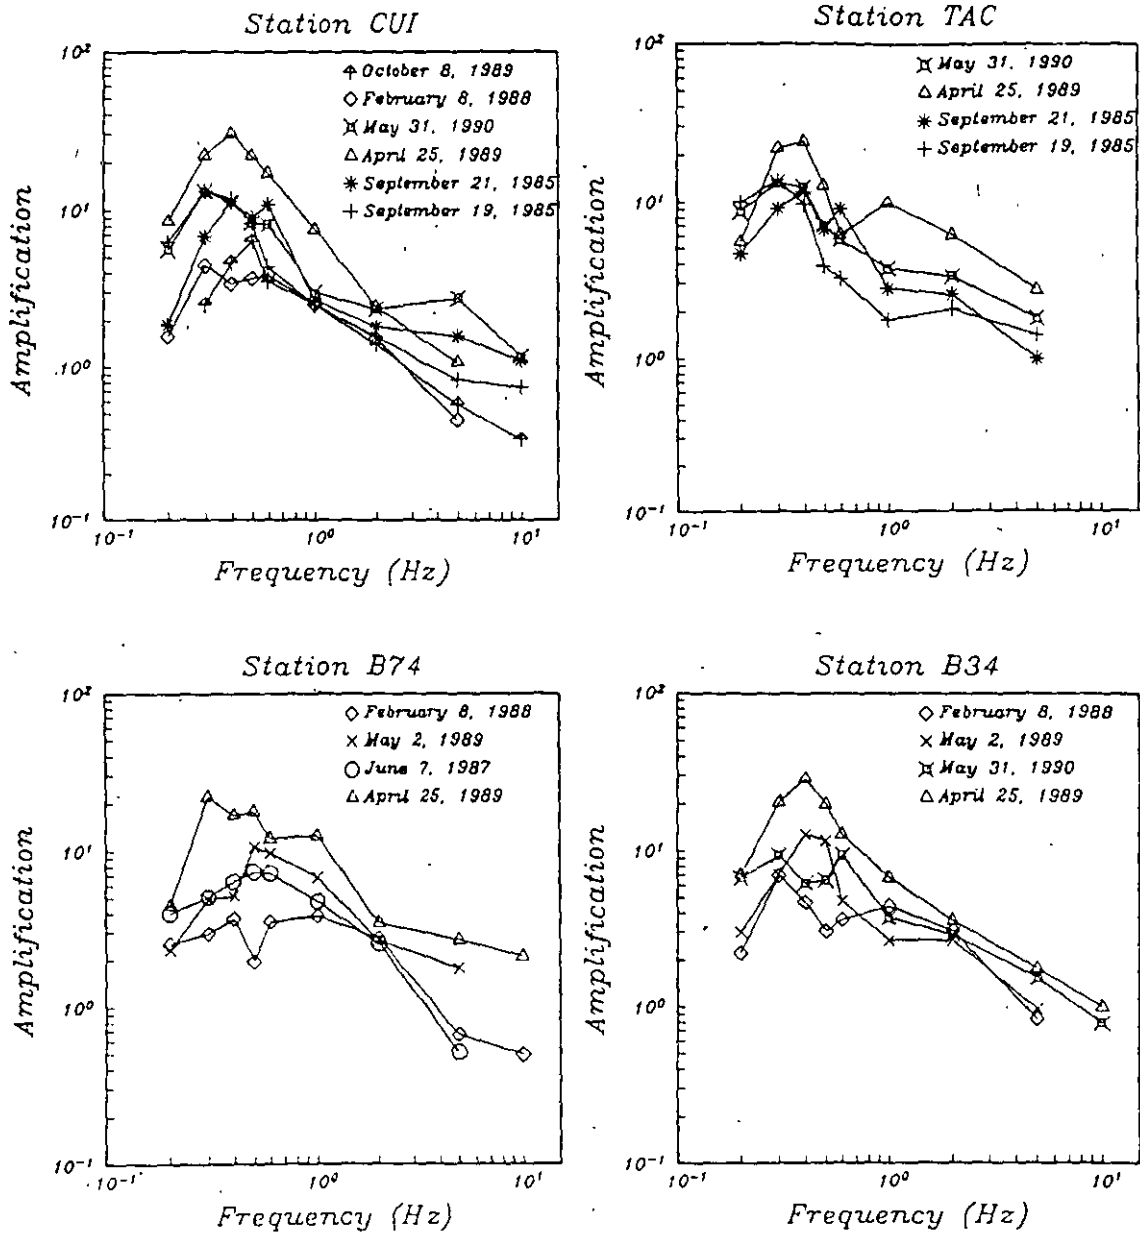 Station CUI
10²
October 8, 1989
February 8, 1988
May 31, 1990
April 25, 1989
September 21, 1985
September 19, 1985
10¹
10⁰
10⁻¹
10⁻¹
10⁰
10¹
Amplification
Frequency (Hz)
Station TAC
10²
May 31, 1990
April 25, 1989
September 21, 1985
September 19, 1985
10¹
10⁰
10⁻¹
10⁻¹
10⁰
10¹
Amplification
Frequency (Hz)
Station B74
10²
February 8, 1988
May 2, 1989
June 7, 1987
April 25, 1989
10¹
10⁰
10⁻¹
10⁻¹
10⁰
10¹
Amplification
Frequency (Hz)
Station B34
10²
February 8, 1988
May 2, 1989
May 31, 1990
April 25, 1989
10¹
10⁰
10⁻¹
10⁻¹
10⁰
10¹
Amplification
Frequency (Hz)